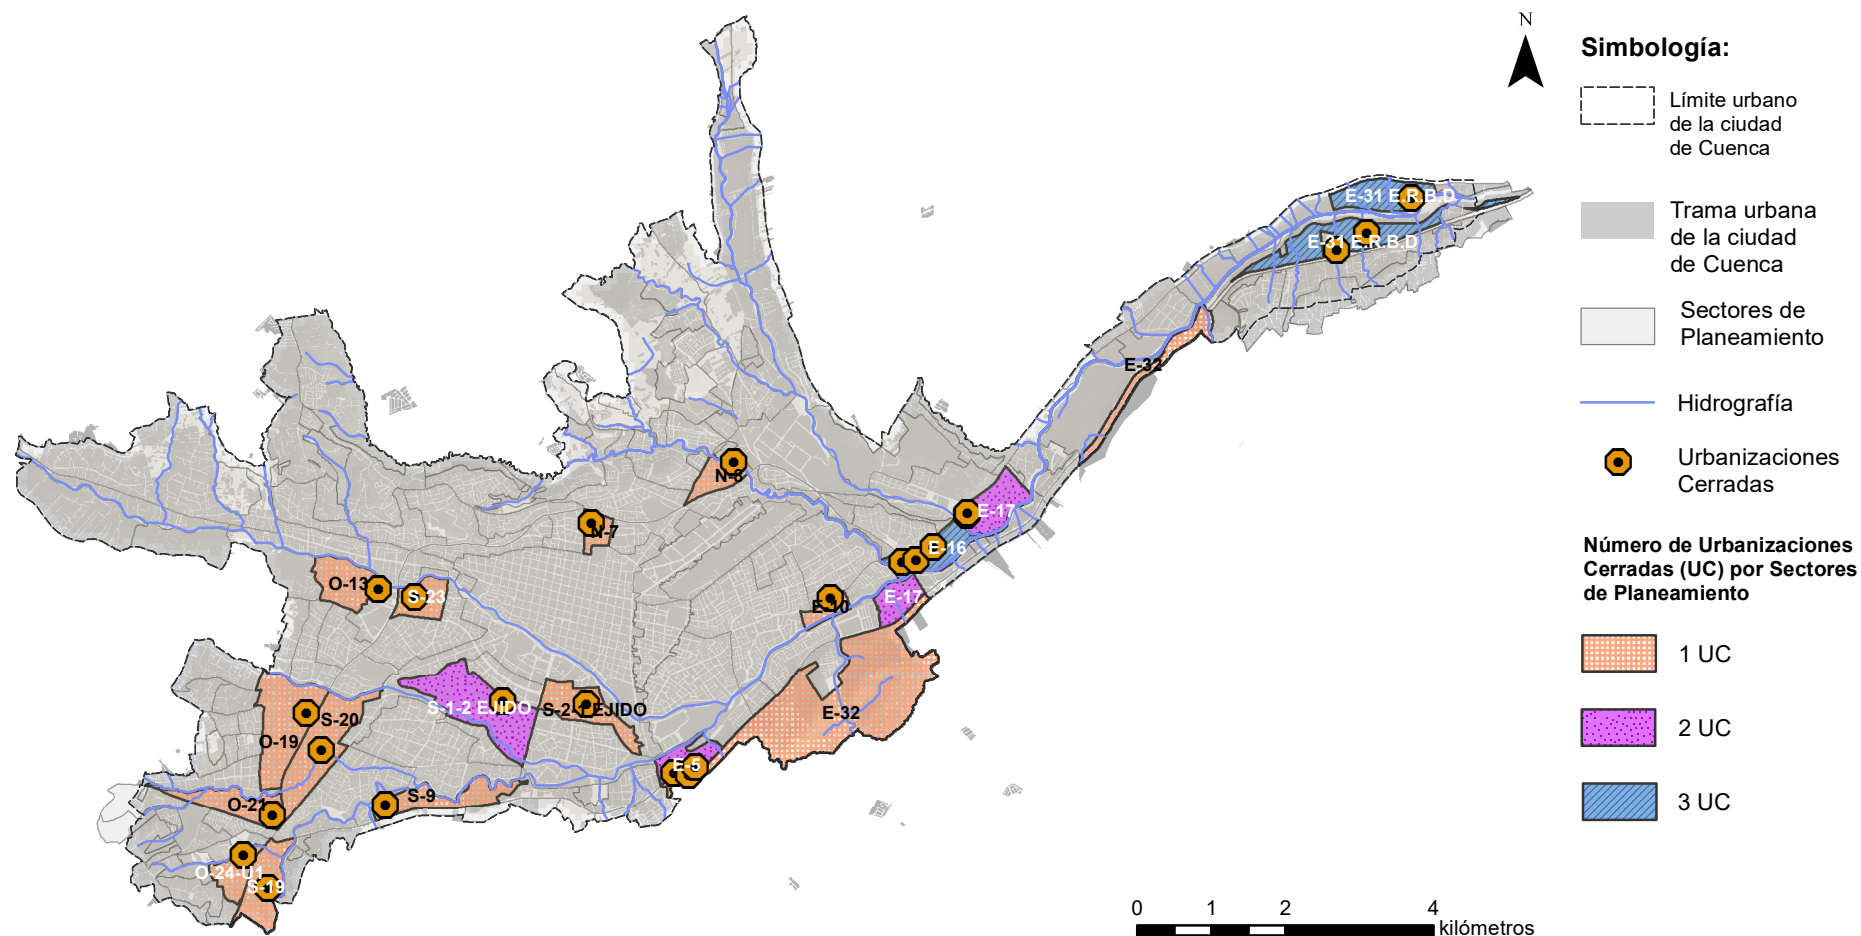 N
Simbología:
Límite urbano
de la ciudad
de Cuenca
Trama urbana
de la ciudad
de Cuenca
Sectores de
Planeamiento
Hidrografía
Urbanizaciones
Cerradas
Número de Urbanizaciones
Cerradas (UC) por Sectores
de Planeamiento
1 UC
2 UC
3 UC
E-31 E.R.B.D
E-31 E.R.B.D
E-32
N-8
E-17
N-7
E-16
O-13
S-23
E-17
E-10
S-1-2 EJIDO
S-2-1 EJIDO
S-20
E-32
O-19
E-5
S-9
O-21
O-24-U1
S-19
0 1 2 4
kilómetros